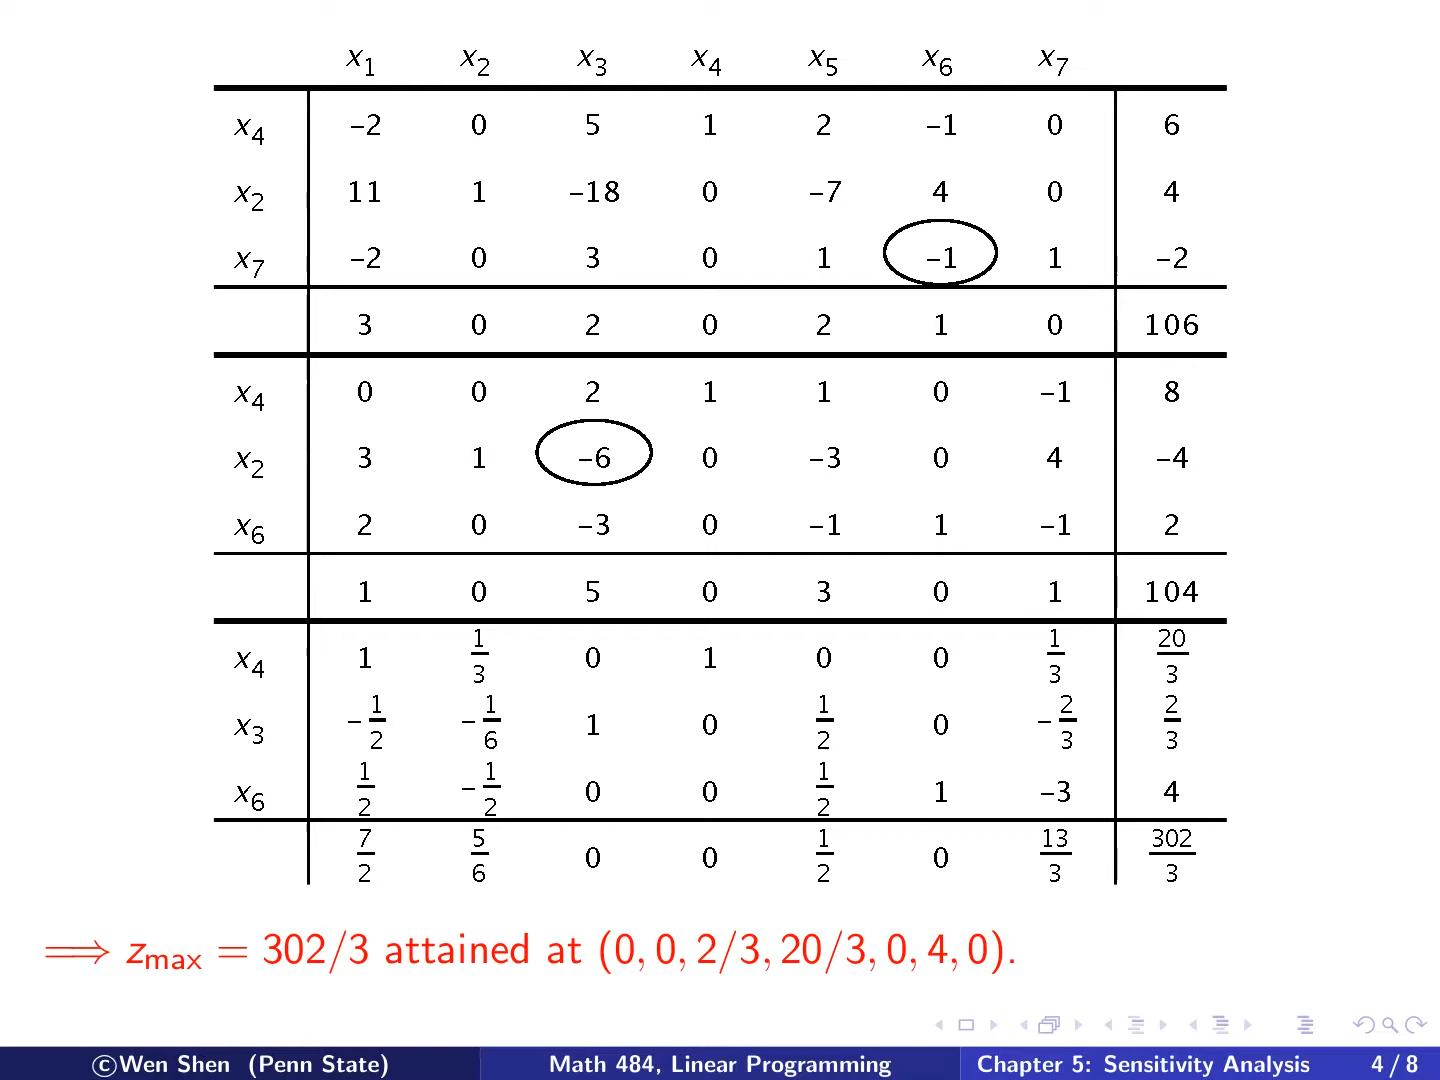 x1 x2 x3 x4 x5 x6 x7
x4 –2 0 5 1 2 –1 0 6
x2 11 1 –18 0 –7 4 0 4
x7 –2 0 3 0 1 –1 1 –2
3 0 2 0 2 1 0 106
x4 0 0 2 1 1 0 –1 8
x2 3 1 –6 0 –3 0 4 –4
x6 2 0 –3 0 –1 1 –1 2
1 0 5 0 3 0 1 104
x4 1 1/3 0 1 0 0 1/3 20/3
x3 –1/2 –1/6 1 0 1/2 0 –2/3 2/3
x6 1/2 –1/2 0 0 1/2 1 –3 4
7/2 5/6 0 0 1/2 0 13/3 302/3
⟹ zmax = 302/3 attained at (0, 0, 2/3, 20/3, 0, 4, 0).
©Wen Shen (Penn State) Math 484, Linear Programming Chapter 5: Sensitivity Analysis 4 / 8